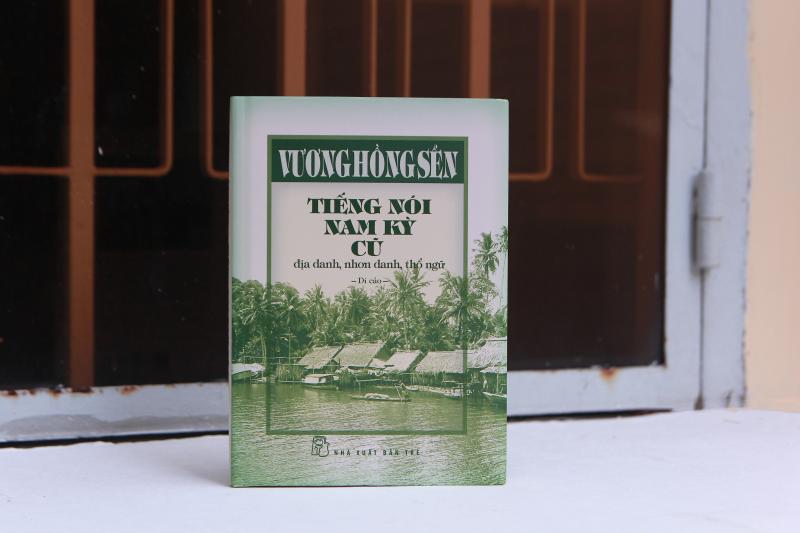 VƯƠNG HỒNG SỂN
TIẾNG NÓI
NAM KỲ
CŨ
địa danh, nhơn danh, thổ ngữ
– Di cảo –
NHÀ XUẤT BẢN TRẺ